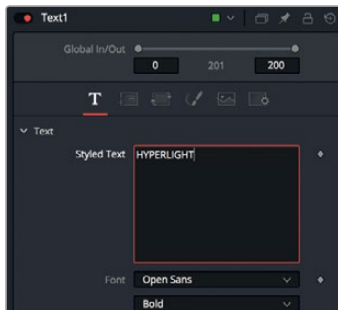 Text1
Global In/Out
0 201 200
T
Text
Styled Text HYPERLIGHT
Font Open Sans
Bold